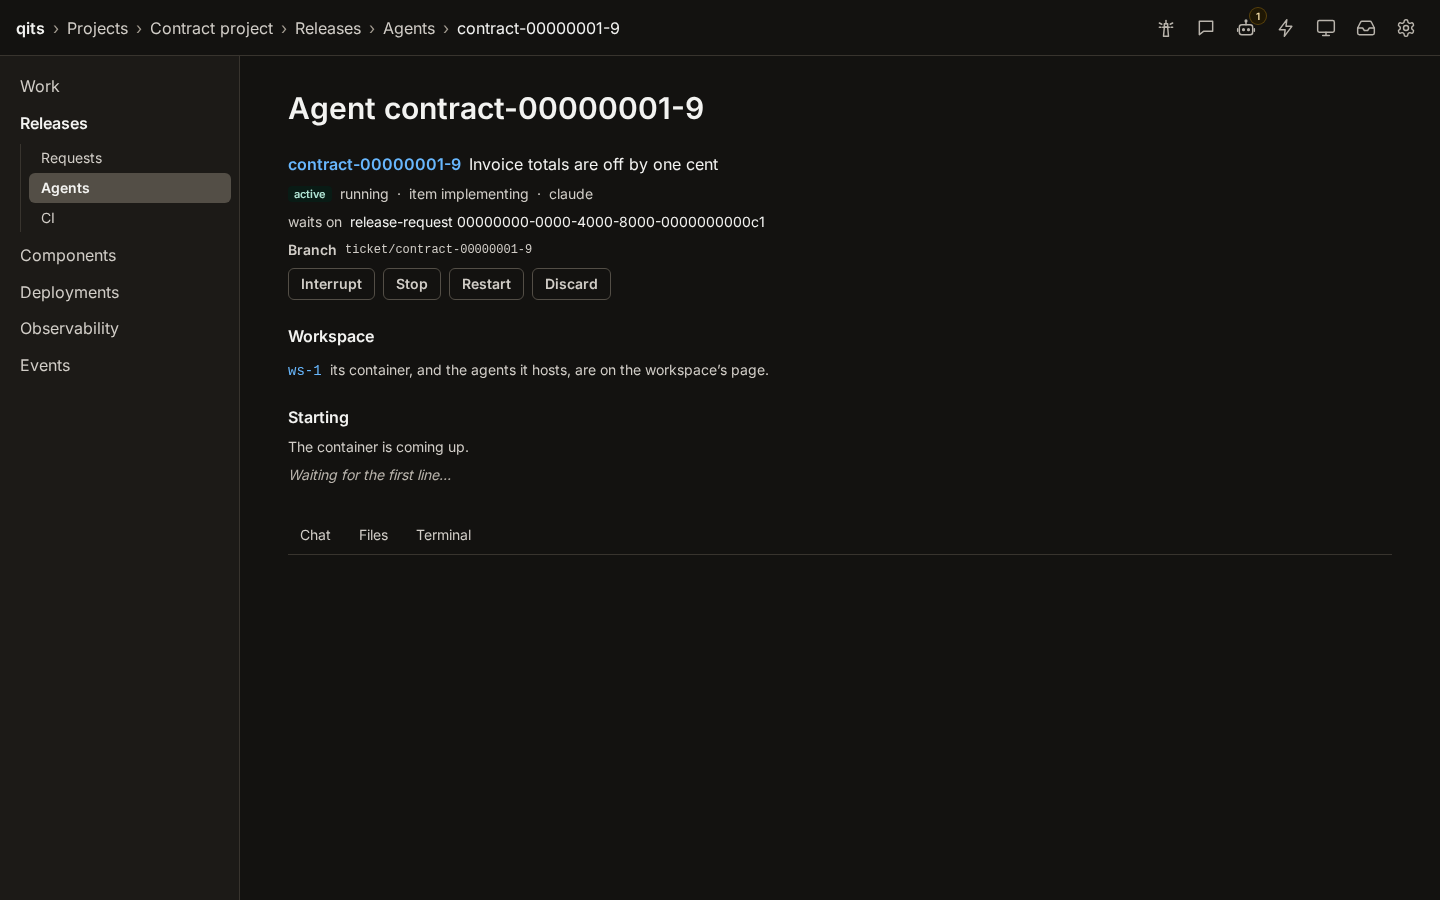 qits › Projects › Contract project › Releases › Agents › contract-00000001-9
1
Work
Releases
Requests
Agents
CI
Components
Deployments
Observability
Events
Agent contract-00000001-9
contract-00000001-9 Invoice totals are off by one cent
active running · item implementing · claude
waits on release-request 00000000-0000-4000-8000-0000000000c1
Branch ticket/contract-00000001-9
Interrupt Stop Restart Discard
Workspace
ws-1 its container, and the agents it hosts, are on the workspace’s page.
Starting
The container is coming up.
Waiting for the first line…
Chat Files Terminal